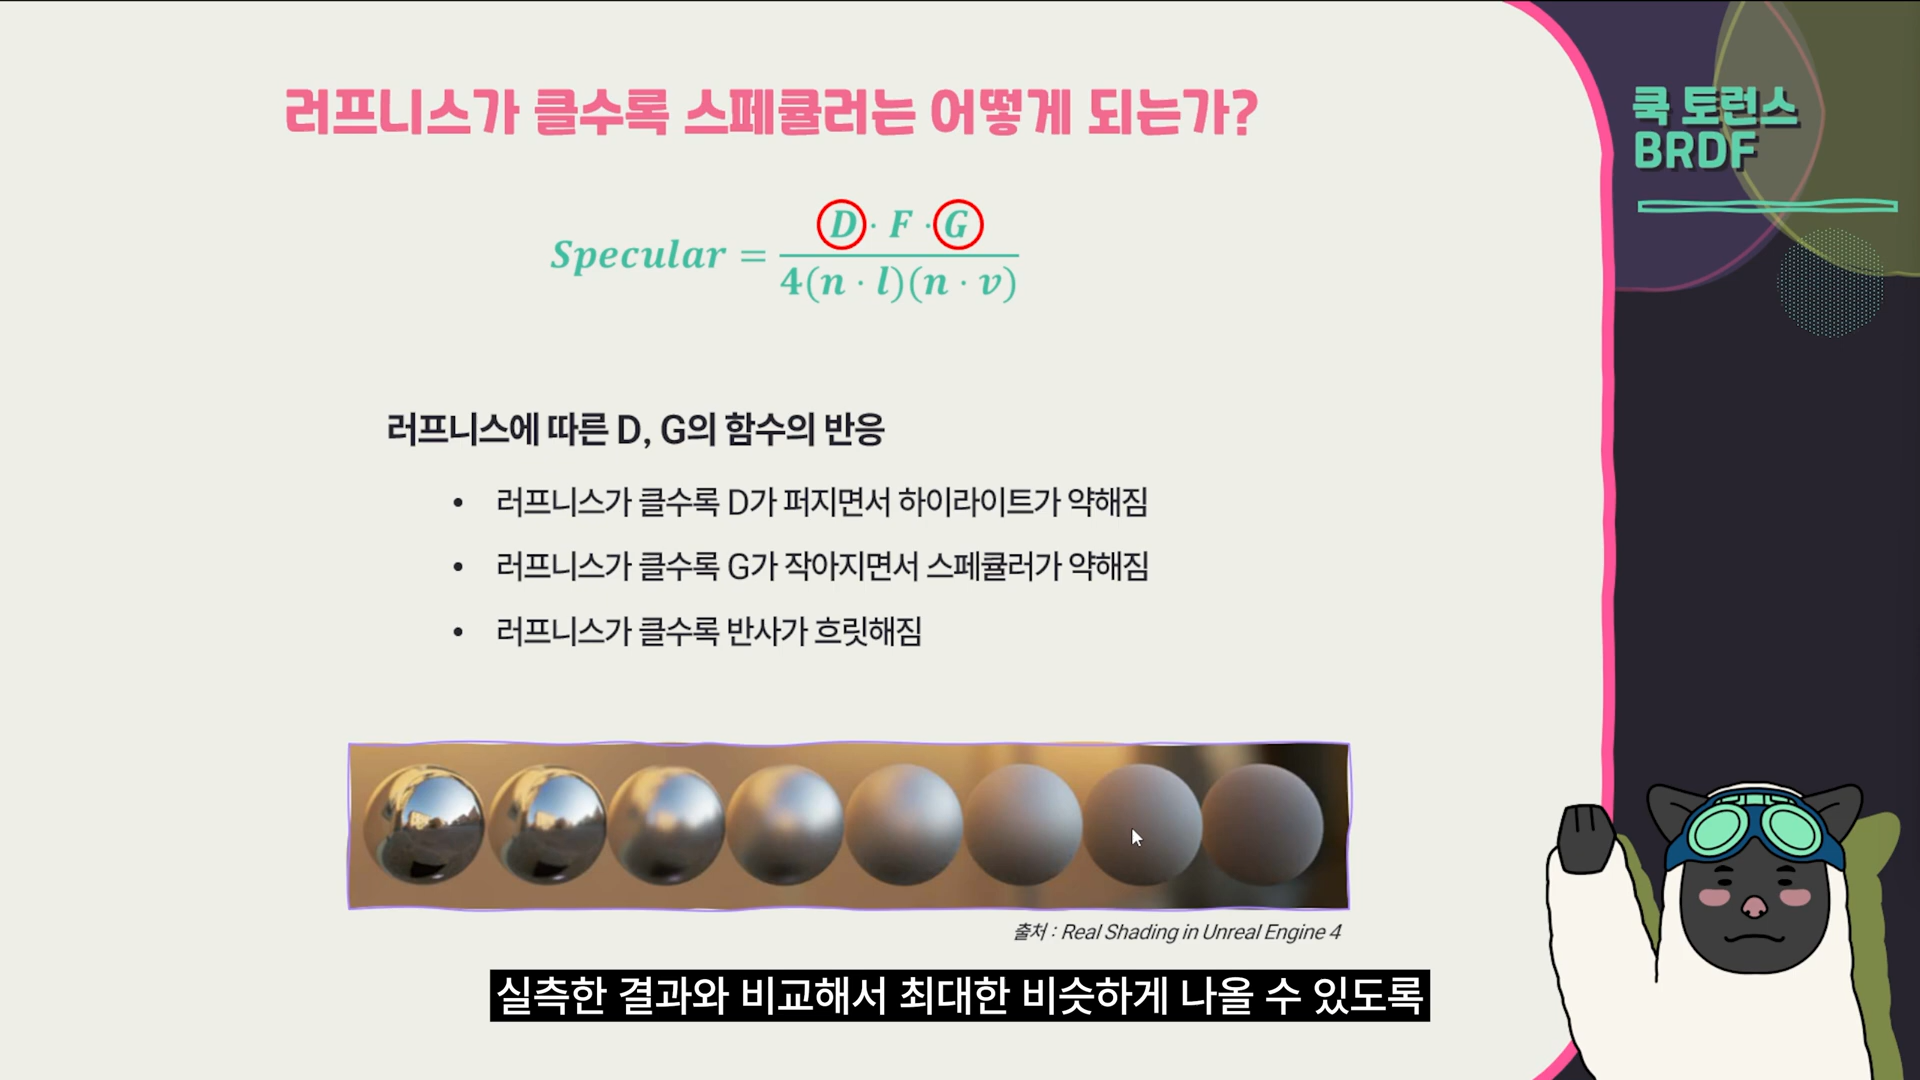 러프니스가 클수록 스페큘러는 어떻게 되는가?
쿡 토런스
BRDF
Specular = D · F · G / 4(n · l)(n · v)
러프니스에 따른 D, G의 함수의 반응
• 러프니스가 클수록 D가 퍼지면서 하이라이트가 약해짐
• 러프니스가 클수록 G가 작아지면서 스페큘러가 약해짐
• 러프니스가 클수록 반사가 흐릿해짐
출처 : Real Shading in Unreal Engine 4
실측한 결과와 비교해서 최대한 비슷하게 나올 수 있도록